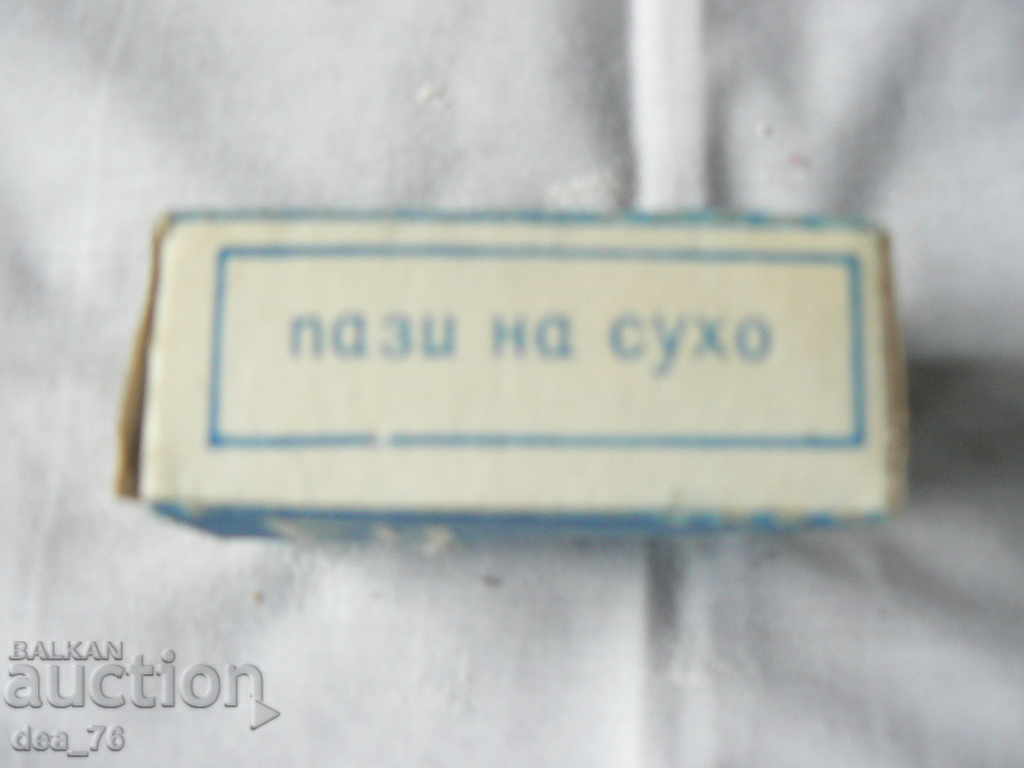 пази на сухо
BALKAN
auction
dea_76